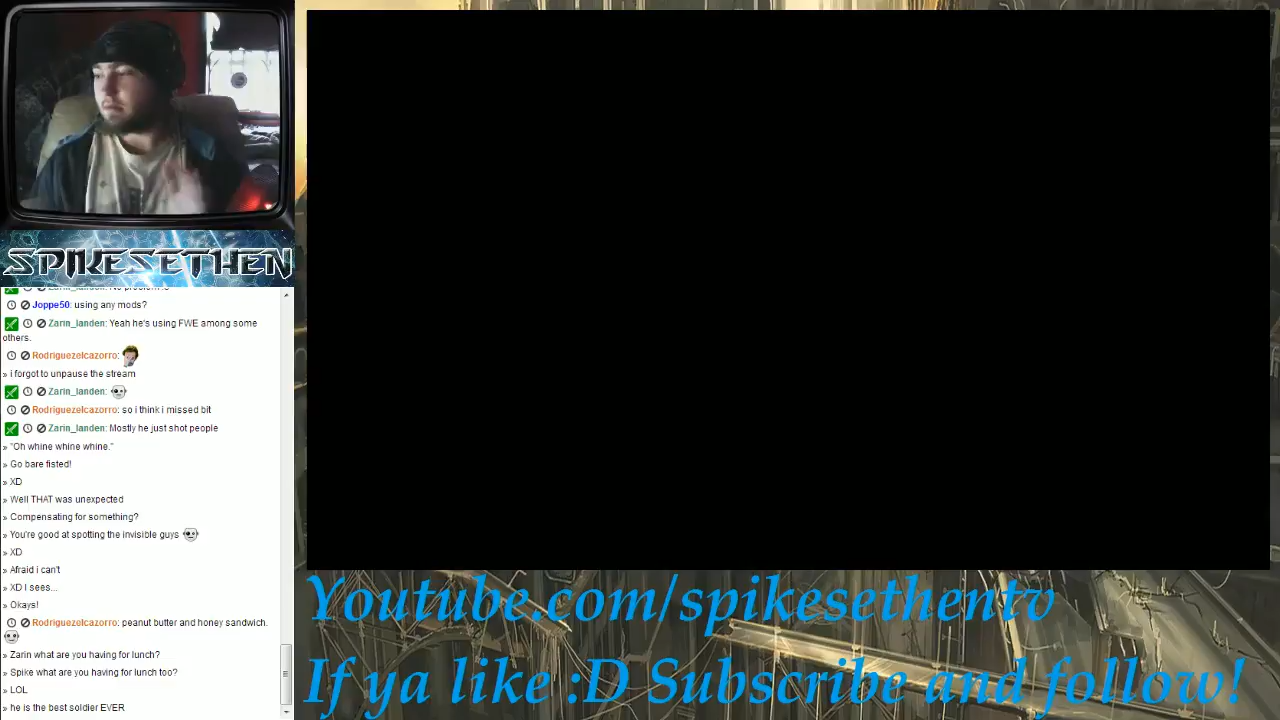 SPIKESETHEN
Joppe50: using any mods?
Zarin_landen: Yeah he's using FWE among some
others.
Rodriguezelcazorro:
» i forgot to unpause the stream
Zarin_landen:
Rodriguezelcazorro: so i think i missed bit
Zarin_landen: Mostly he just shot people
» "Oh whine whine whine."
» Go bare fisted!
» XD
» Well THAT was unexpected
» Compensating for something?
» You're good at spotting the invisible guys
» XD
» Afraid i can't
» XD I sees...
» Okays!
Rodriguezelcazorro: peanut butter and honey sandwich.
» Zarin what are you having for lunch?
» Spike what are you having for lunch too?
» LOL
» he is the best soldier EVER
Youtube.com/spikesethentv
If ya like :D Subscribe and follow!